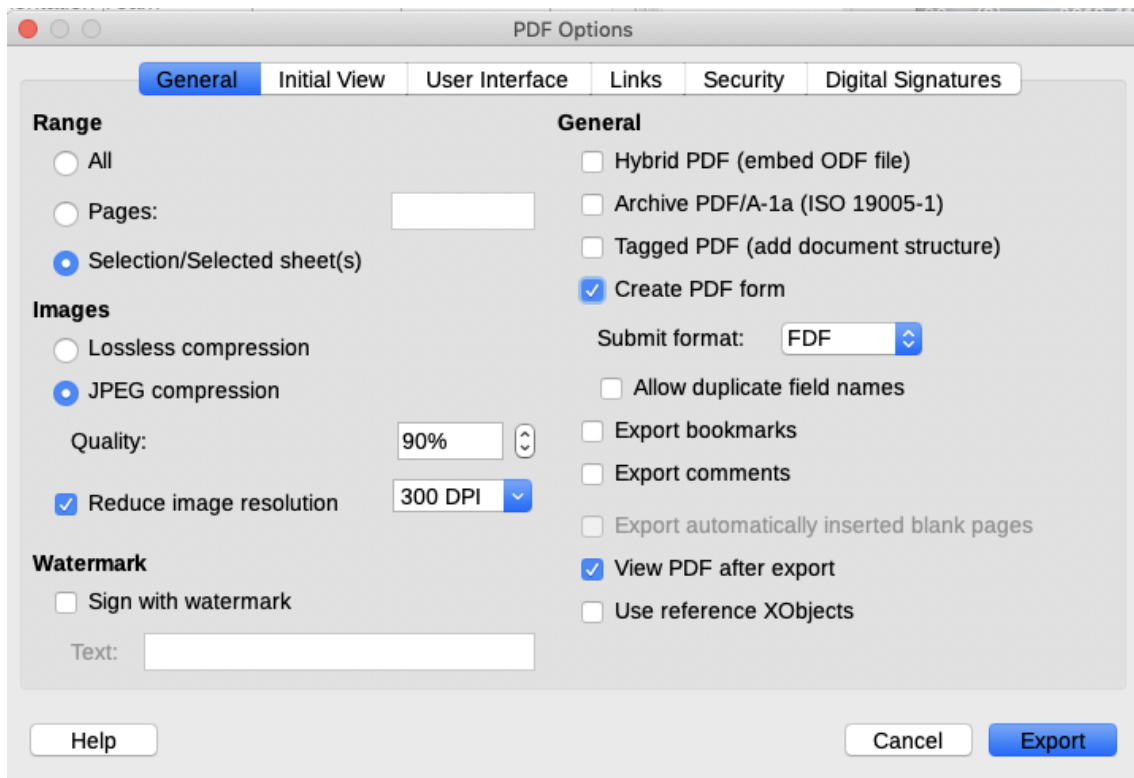 PDF Options
General
Initial View
User Interface
Links
Security
Digital Signatures
Range
All
Pages:
Selection/Selected sheet(s)
Images
Lossless compression
JPEG compression
Quality:
90%
Reduce image resolution
300 DPI
Watermark
Sign with watermark
Text:
General
Hybrid PDF (embed ODF file)
Archive PDF/A-1a (ISO 19005-1)
Tagged PDF (add document structure)
Create PDF form
Submit format:
FDF
Allow duplicate field names
Export bookmarks
Export comments
Export automatically inserted blank pages
View PDF after export
Use reference XObjects
Help
Cancel
Export